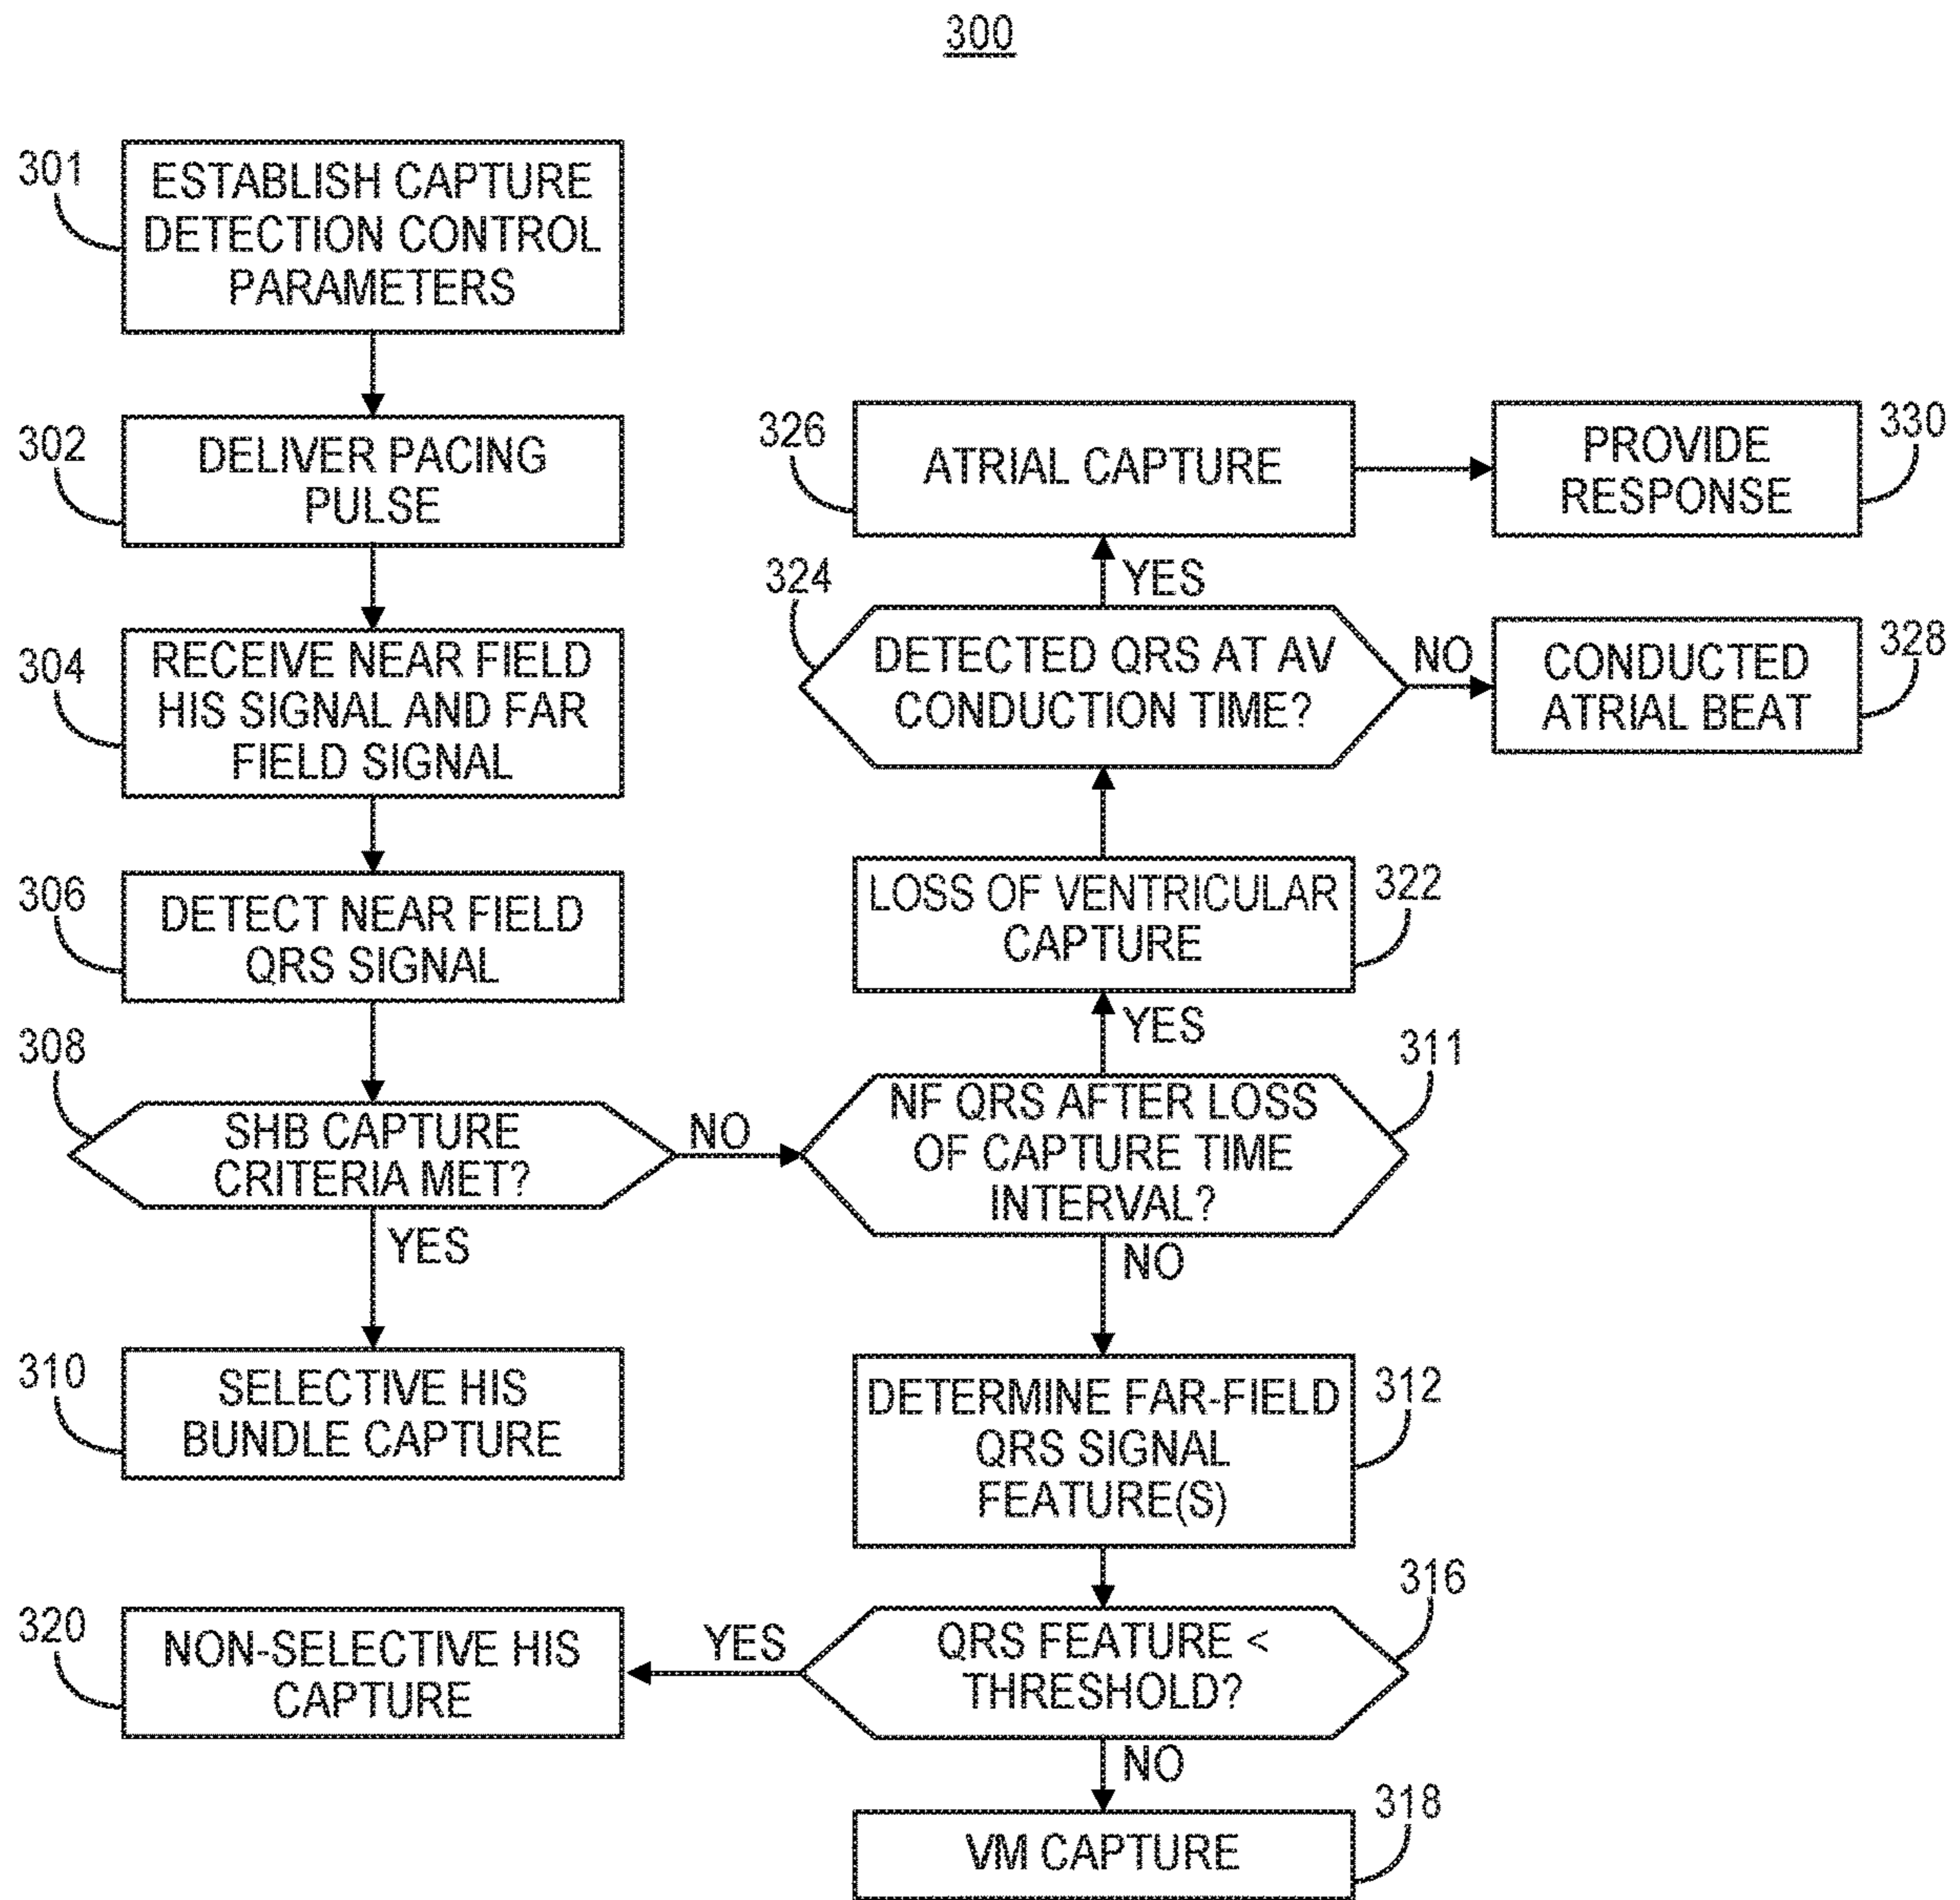 300
301
ESTABLISH CAPTURE
DETECTION CONTROL
PARAMETERS
302
DELIVER PACING
PULSE
304
RECEIVE NEAR FIELD
HIS SIGNAL AND FAR
FIELD SIGNAL
306
DETECT NEAR FIELD
QRS SIGNAL
308
SHB CAPTURE
CRITERIA MET?
NO
YES
310
SELECTIVE HIS
BUNDLE CAPTURE
326
ATRIAL CAPTURE
PROVIDE
RESPONSE
330
YES
324
DETECTED QRS AT AV
CONDUCTION TIME?
NO
CONDUCTED
ATRIAL BEAT
328
LOSS OF VENTRICULAR
CAPTURE
322
YES
NF QRS AFTER LOSS
OF CAPTURE TIME
INTERVAL?
311
NO
DETERMINE FAR-FIELD
QRS SIGNAL
FEATURE(S)
312
QRS FEATURE <
THRESHOLD?
316
YES
320
NON-SELECTIVE HIS
CAPTURE
NO
VM CAPTURE
318